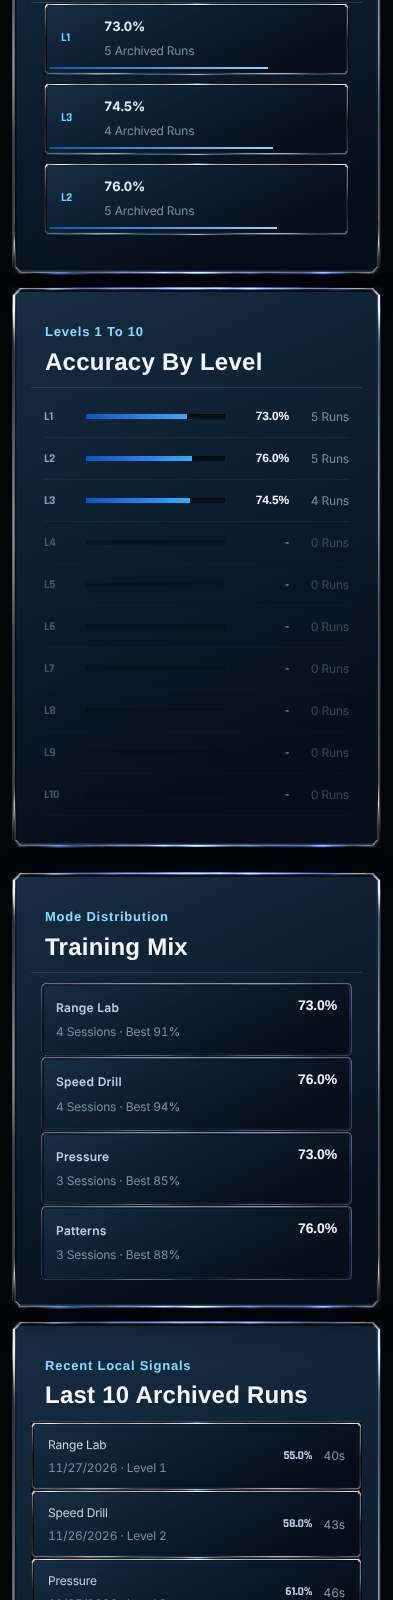 L1 73.0%
5 Archived Runs
L3 74.5%
4 Archived Runs
L2 76.0%
5 Archived Runs
Levels 1 To 10
Accuracy By Level
L1 73.0% 5 Runs
L2 76.0% 5 Runs
L3 74.5% 4 Runs
L4 - 0 Runs
L5 - 0 Runs
L6 - 0 Runs
L7 - 0 Runs
L8 - 0 Runs
L9 - 0 Runs
L10 - 0 Runs
Mode Distribution
Training Mix
Range Lab 73.0%
4 Sessions · Best 91%
Speed Drill 76.0%
4 Sessions · Best 94%
Pressure 73.0%
3 Sessions · Best 85%
Patterns 76.0%
3 Sessions · Best 88%
Recent Local Signals
Last 10 Archived Runs
Range Lab
55.0% 40s
11/27/2026 · Level 1
Speed Drill
58.0% 43s
11/26/2026 · Level 2
Pressure
61.0% 46s